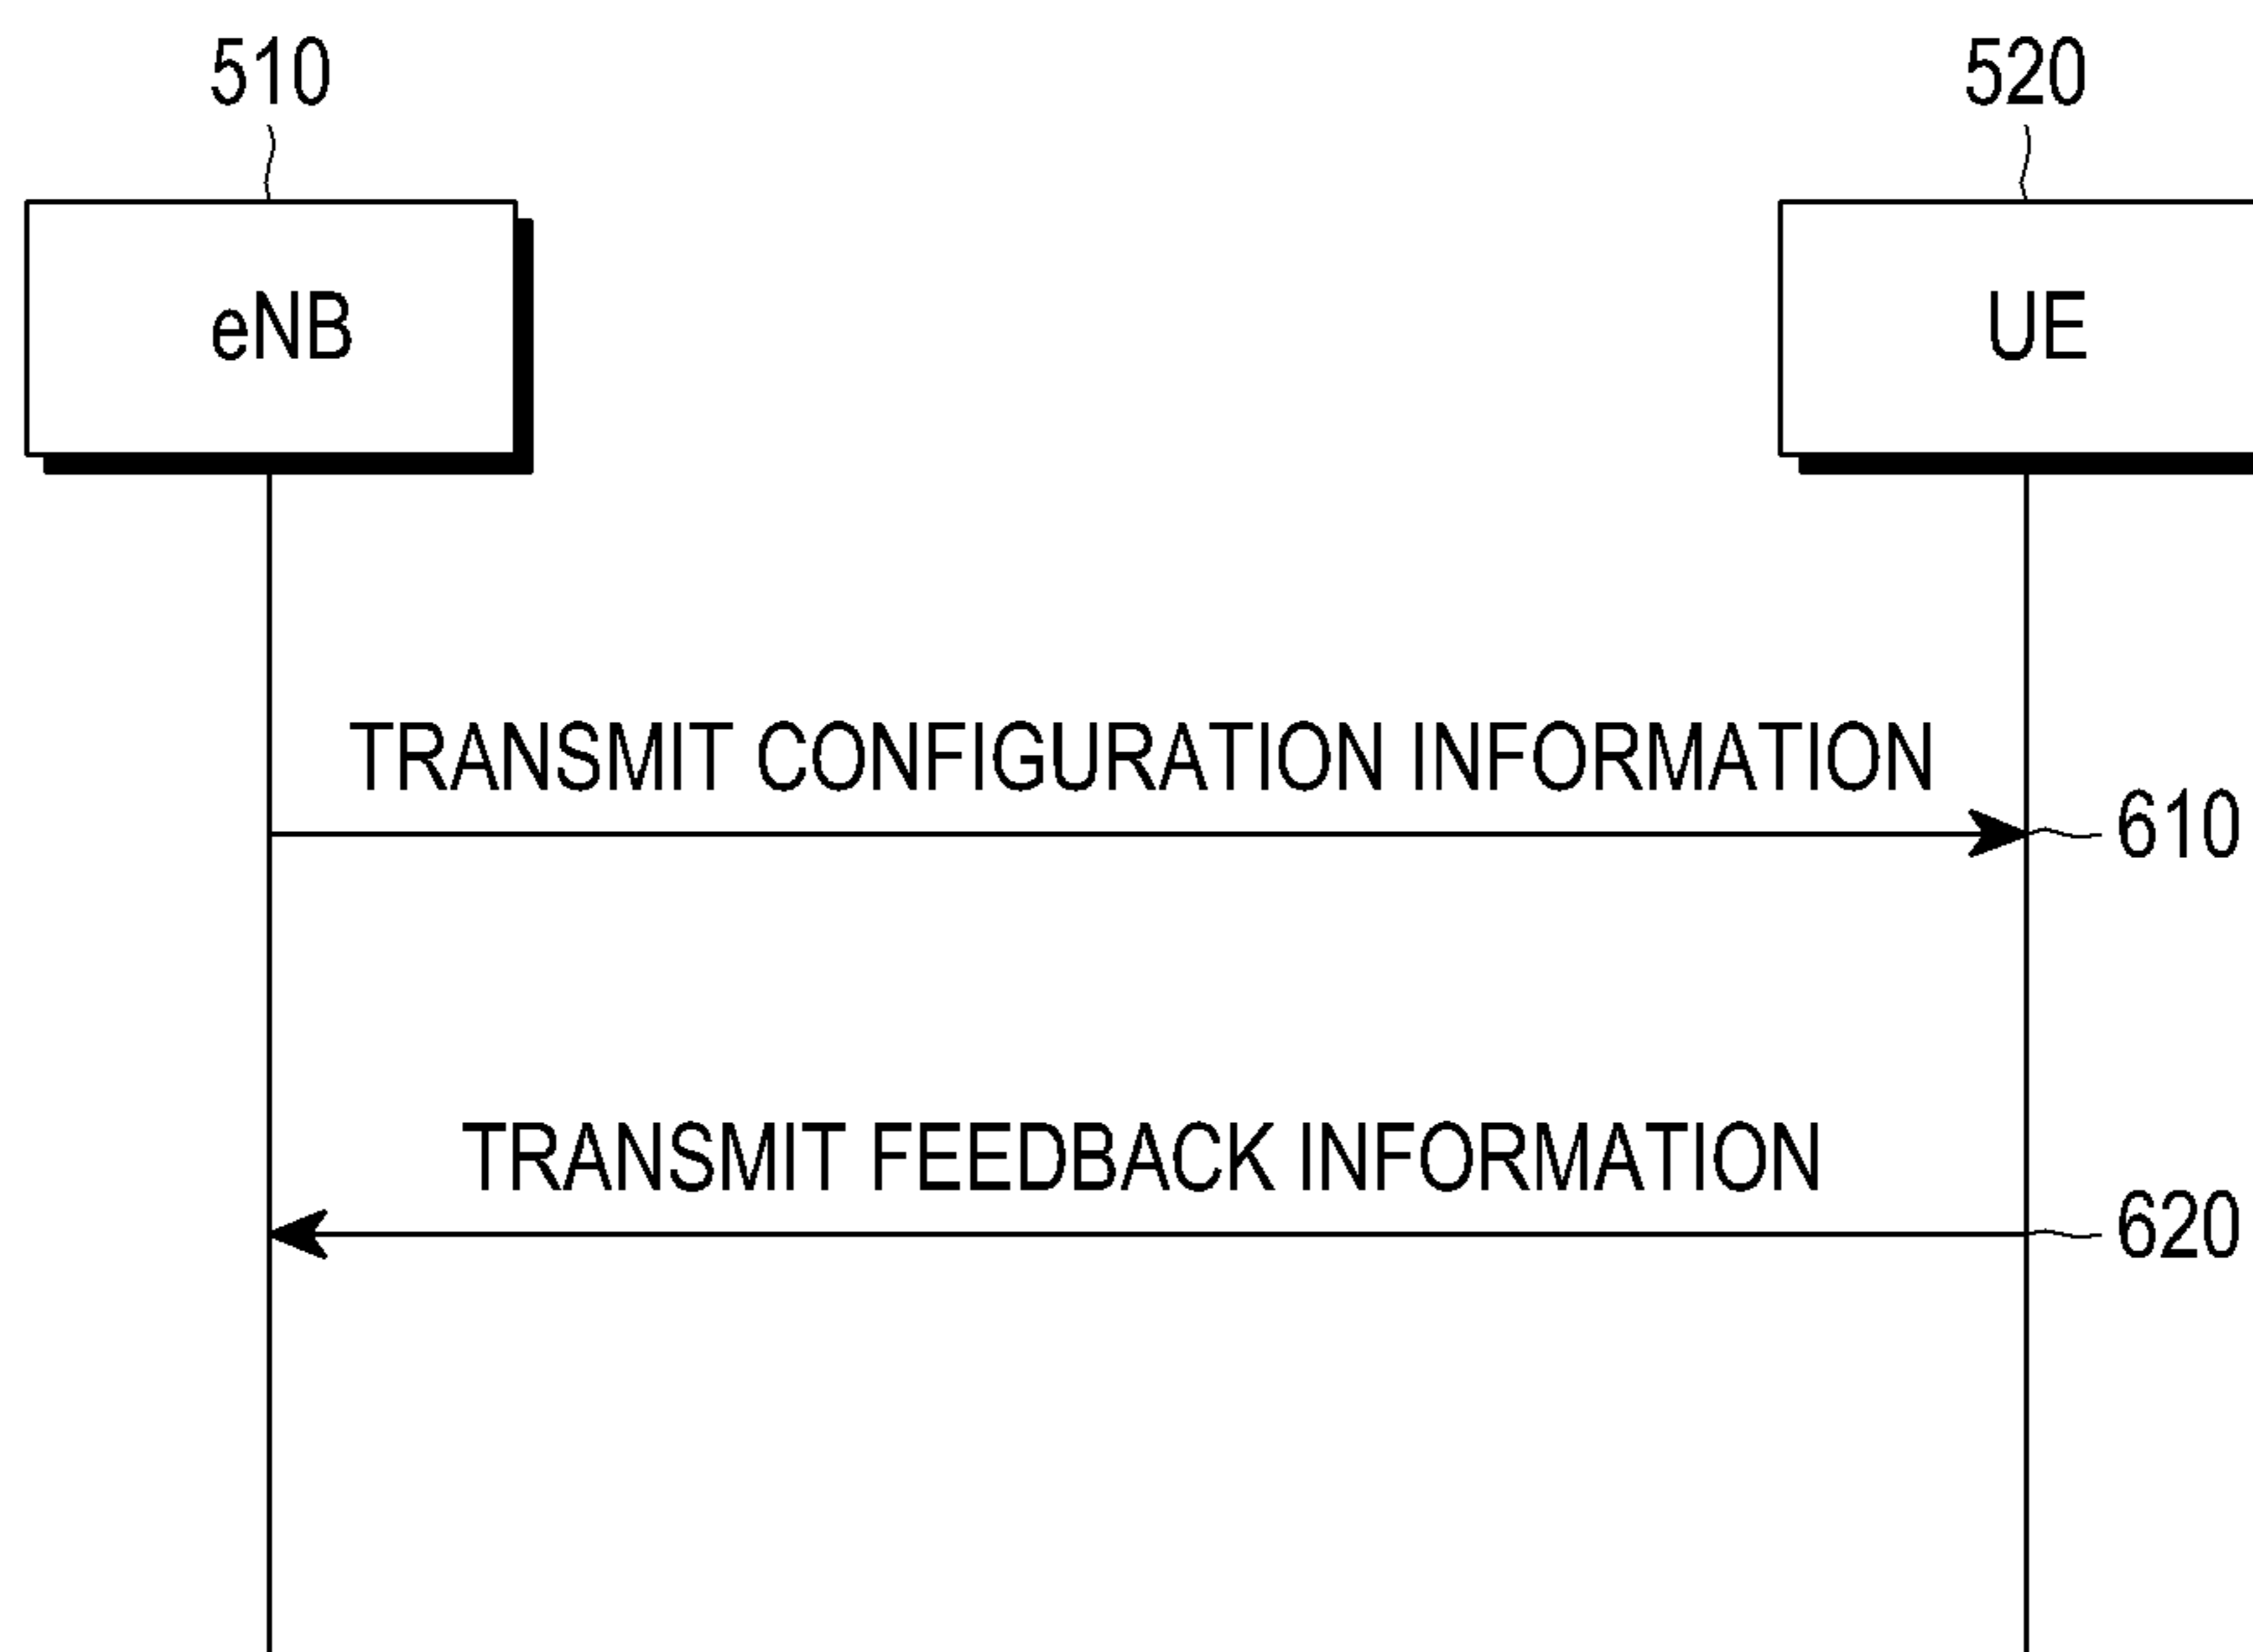 510
520
eNB
UE
TRANSMIT CONFIGURATION INFORMATION
610
TRANSMIT FEEDBACK INFORMATION
620